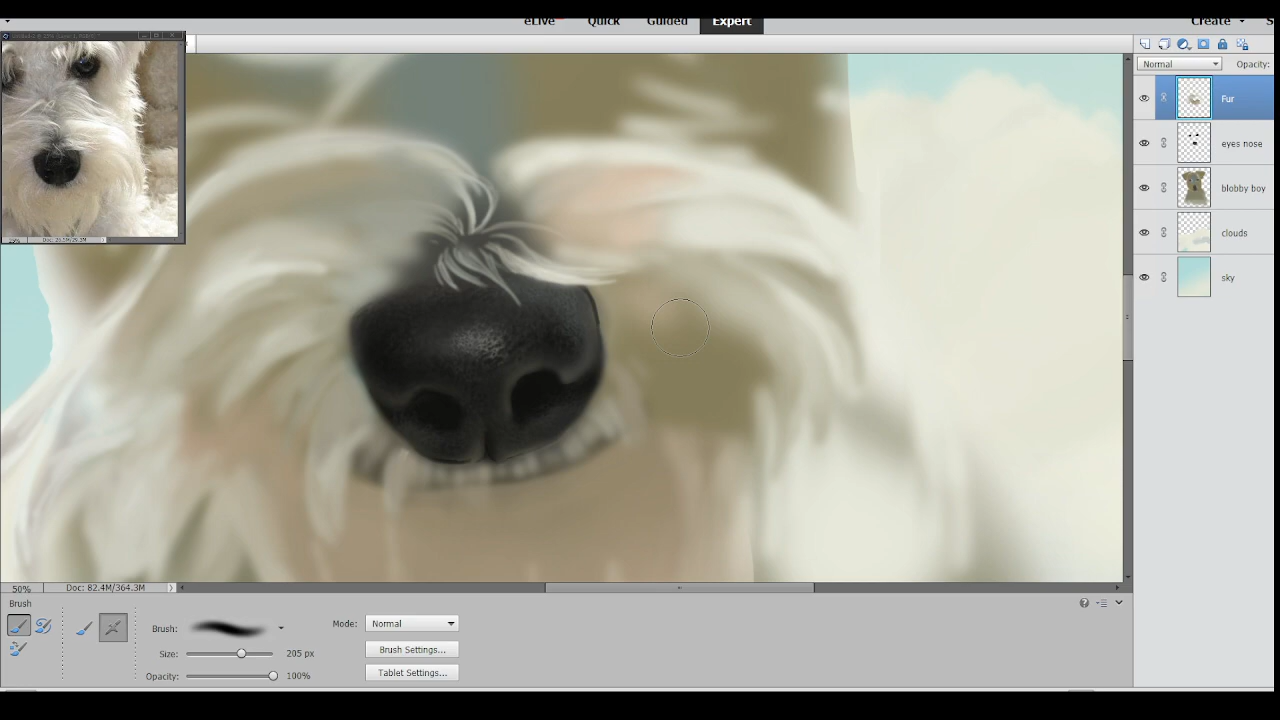 eLive Quick Guided Expert Create
Normal Opacity:
Fur
eyes nose
blobby boy
clouds
sky
50% Doc: 82.4M/364.3M
Brush
Brush:
Size: 205 px
Opacity: 100%
Mode: Normal
Brush Settings...
Tablet Settings...